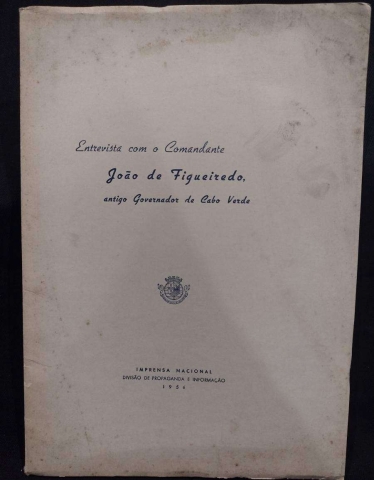 Entrevista com o Comandante
João de Figueiredo,
antigo Governador de Cabo Verde
IMPRENSA NACIONAL
DIVISÃO DE PROPAGANDA E INFORMAÇÃO